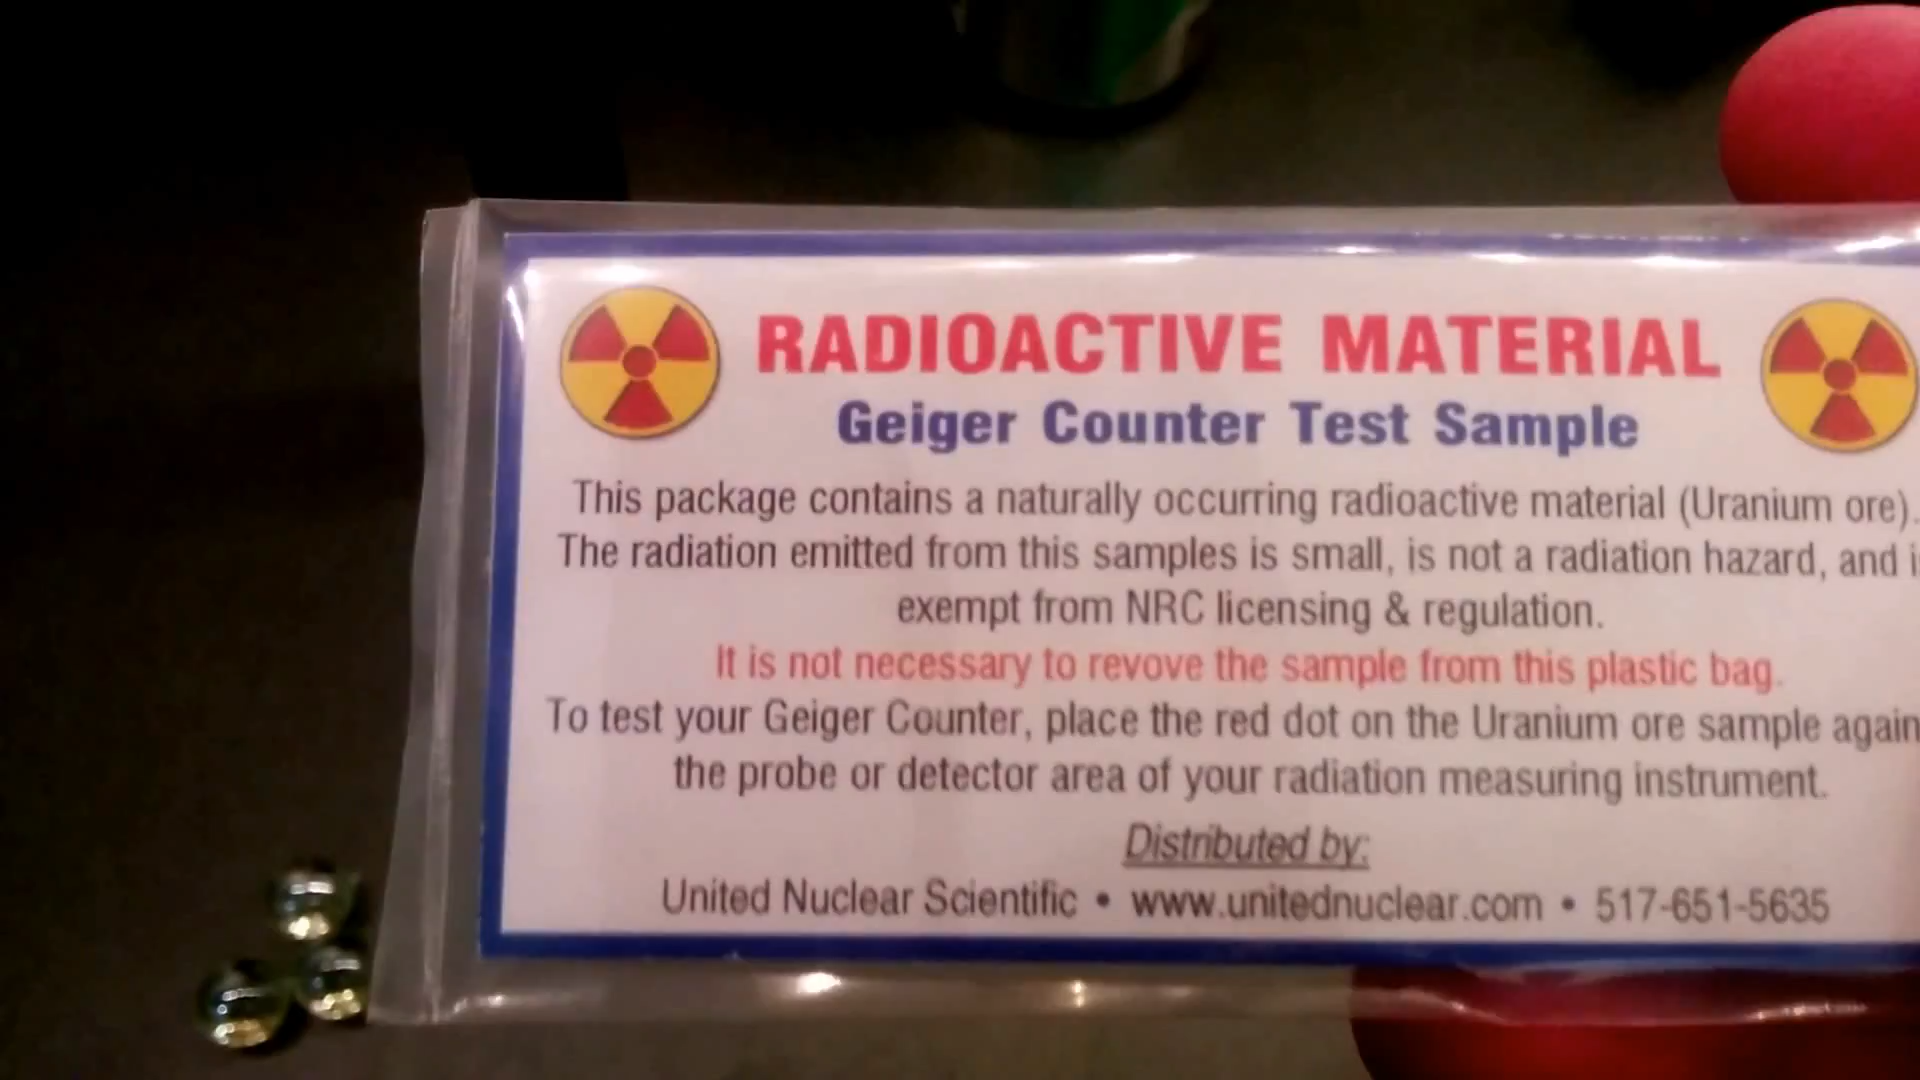 RADIOACTIVE MATERIAL
Geiger Counter Test Sample
This package contains a naturally occurring radioactive material (Uranium ore).
The radiation emitted from this samples is small, is not a radiation hazard, and
exempt from NRC licensing & regulation.
It is not necessary to revove the sample from this plastic bag.
To test your Geiger Counter, place the red dot on the Uranium ore sample
the probe or detector area of your radiation measuring instrument.
Distributed by:
United Nuclear Scientific • www.unitednuclear.com • 517-651-5635